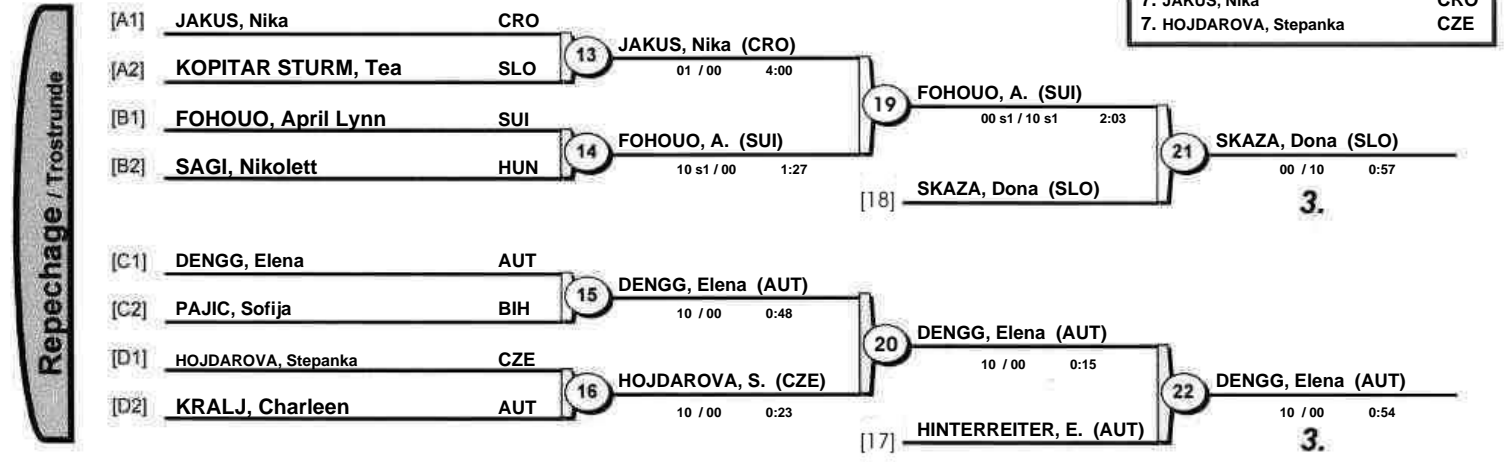 7. JAKUS, Nika CRO
7. HOJDAROVA, Stepanka CZE
Repechage / Trostrunde
[A1] JAKUS, Nika CRO
[A2] KOPITAR STURM, Tea SLO
13
JAKUS, Nika (CRO)
01 / 00 4:00
[B1] FOHOUO, April Lynn SUI
[B2] SAGI, Nikolett HUN
14
FOHOUO, A. (SUI)
10 s1 / 00 1:27
19
FOHOUO, A. (SUI)
00 s1 / 10 s1 2:03
[18] SKAZA, Dona (SLO)
21
SKAZA, Dona (SLO)
00 / 10 0:57
3.
[C1] DENGG, Elena AUT
[C2] PAJIC, Sofija BIH
15
DENGG, Elena (AUT)
10 / 00 0:48
[D1] HOJDAROVA, Stepanka CZE
[D2] KRALJ, Charleen AUT
16
HOJDAROVA, S. (CZE)
10 / 00 0:23
20
DENGG, Elena (AUT)
10 / 00 0:15
[17] HINTERREITER, E. (AUT)
22
DENGG, Elena (AUT)
10 / 00 0:54
3.